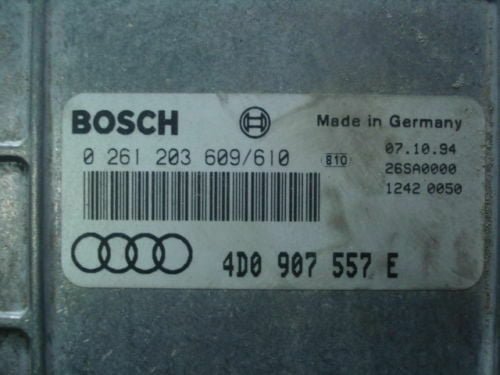 BOSCH
Made in Germany
0 261 203 609/610
810
07.10.94
26SA0000
1242 0050
4D0 907 557 E